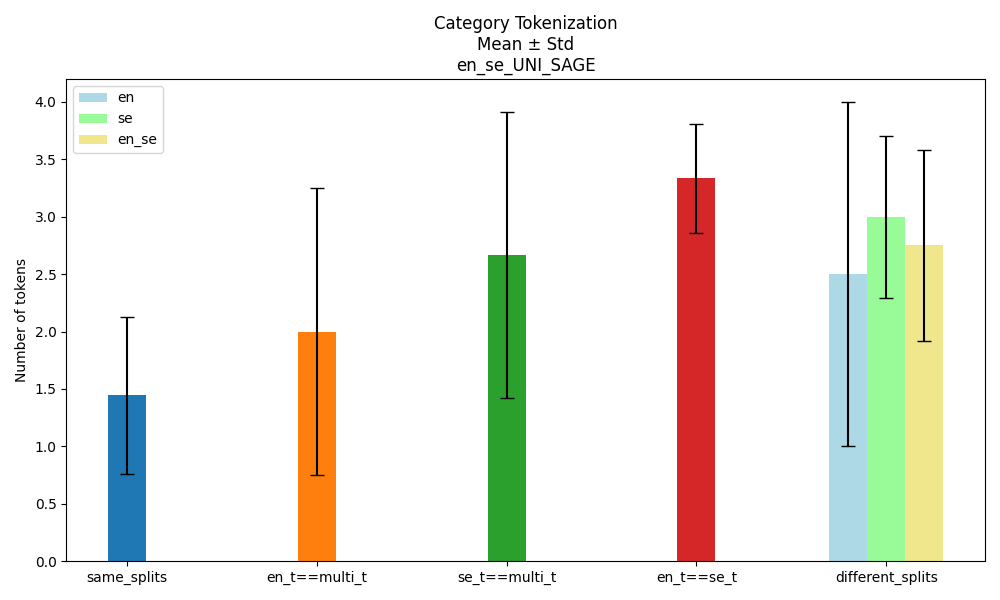 Category Tokenization
Mean ± Std
en_se_UNI_SAGE
en
se
en_se
Number of tokens
4.0
3.5
3.0
2.5
2.0
1.5
1.0
0.5
0.0
same_splits
en_t==multi_t
se_t==multi_t
en_t==se_t
different_splits